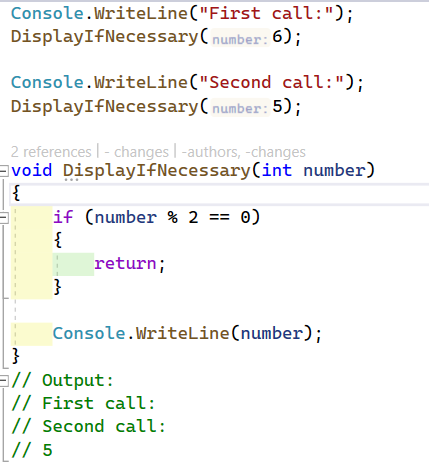 Console.WriteLine("First call:");
DisplayIfNecessary(number: 6);
Console.WriteLine("Second call:");
DisplayIfNecessary(number: 5);
2 references | - changes | -authors, -changes
void DisplayIfNecessary(int number)
{
if (number % 2 == 0)
{
return;
}
Console.WriteLine(number);
}
// Output:
// First call:
// Second call:
// 5